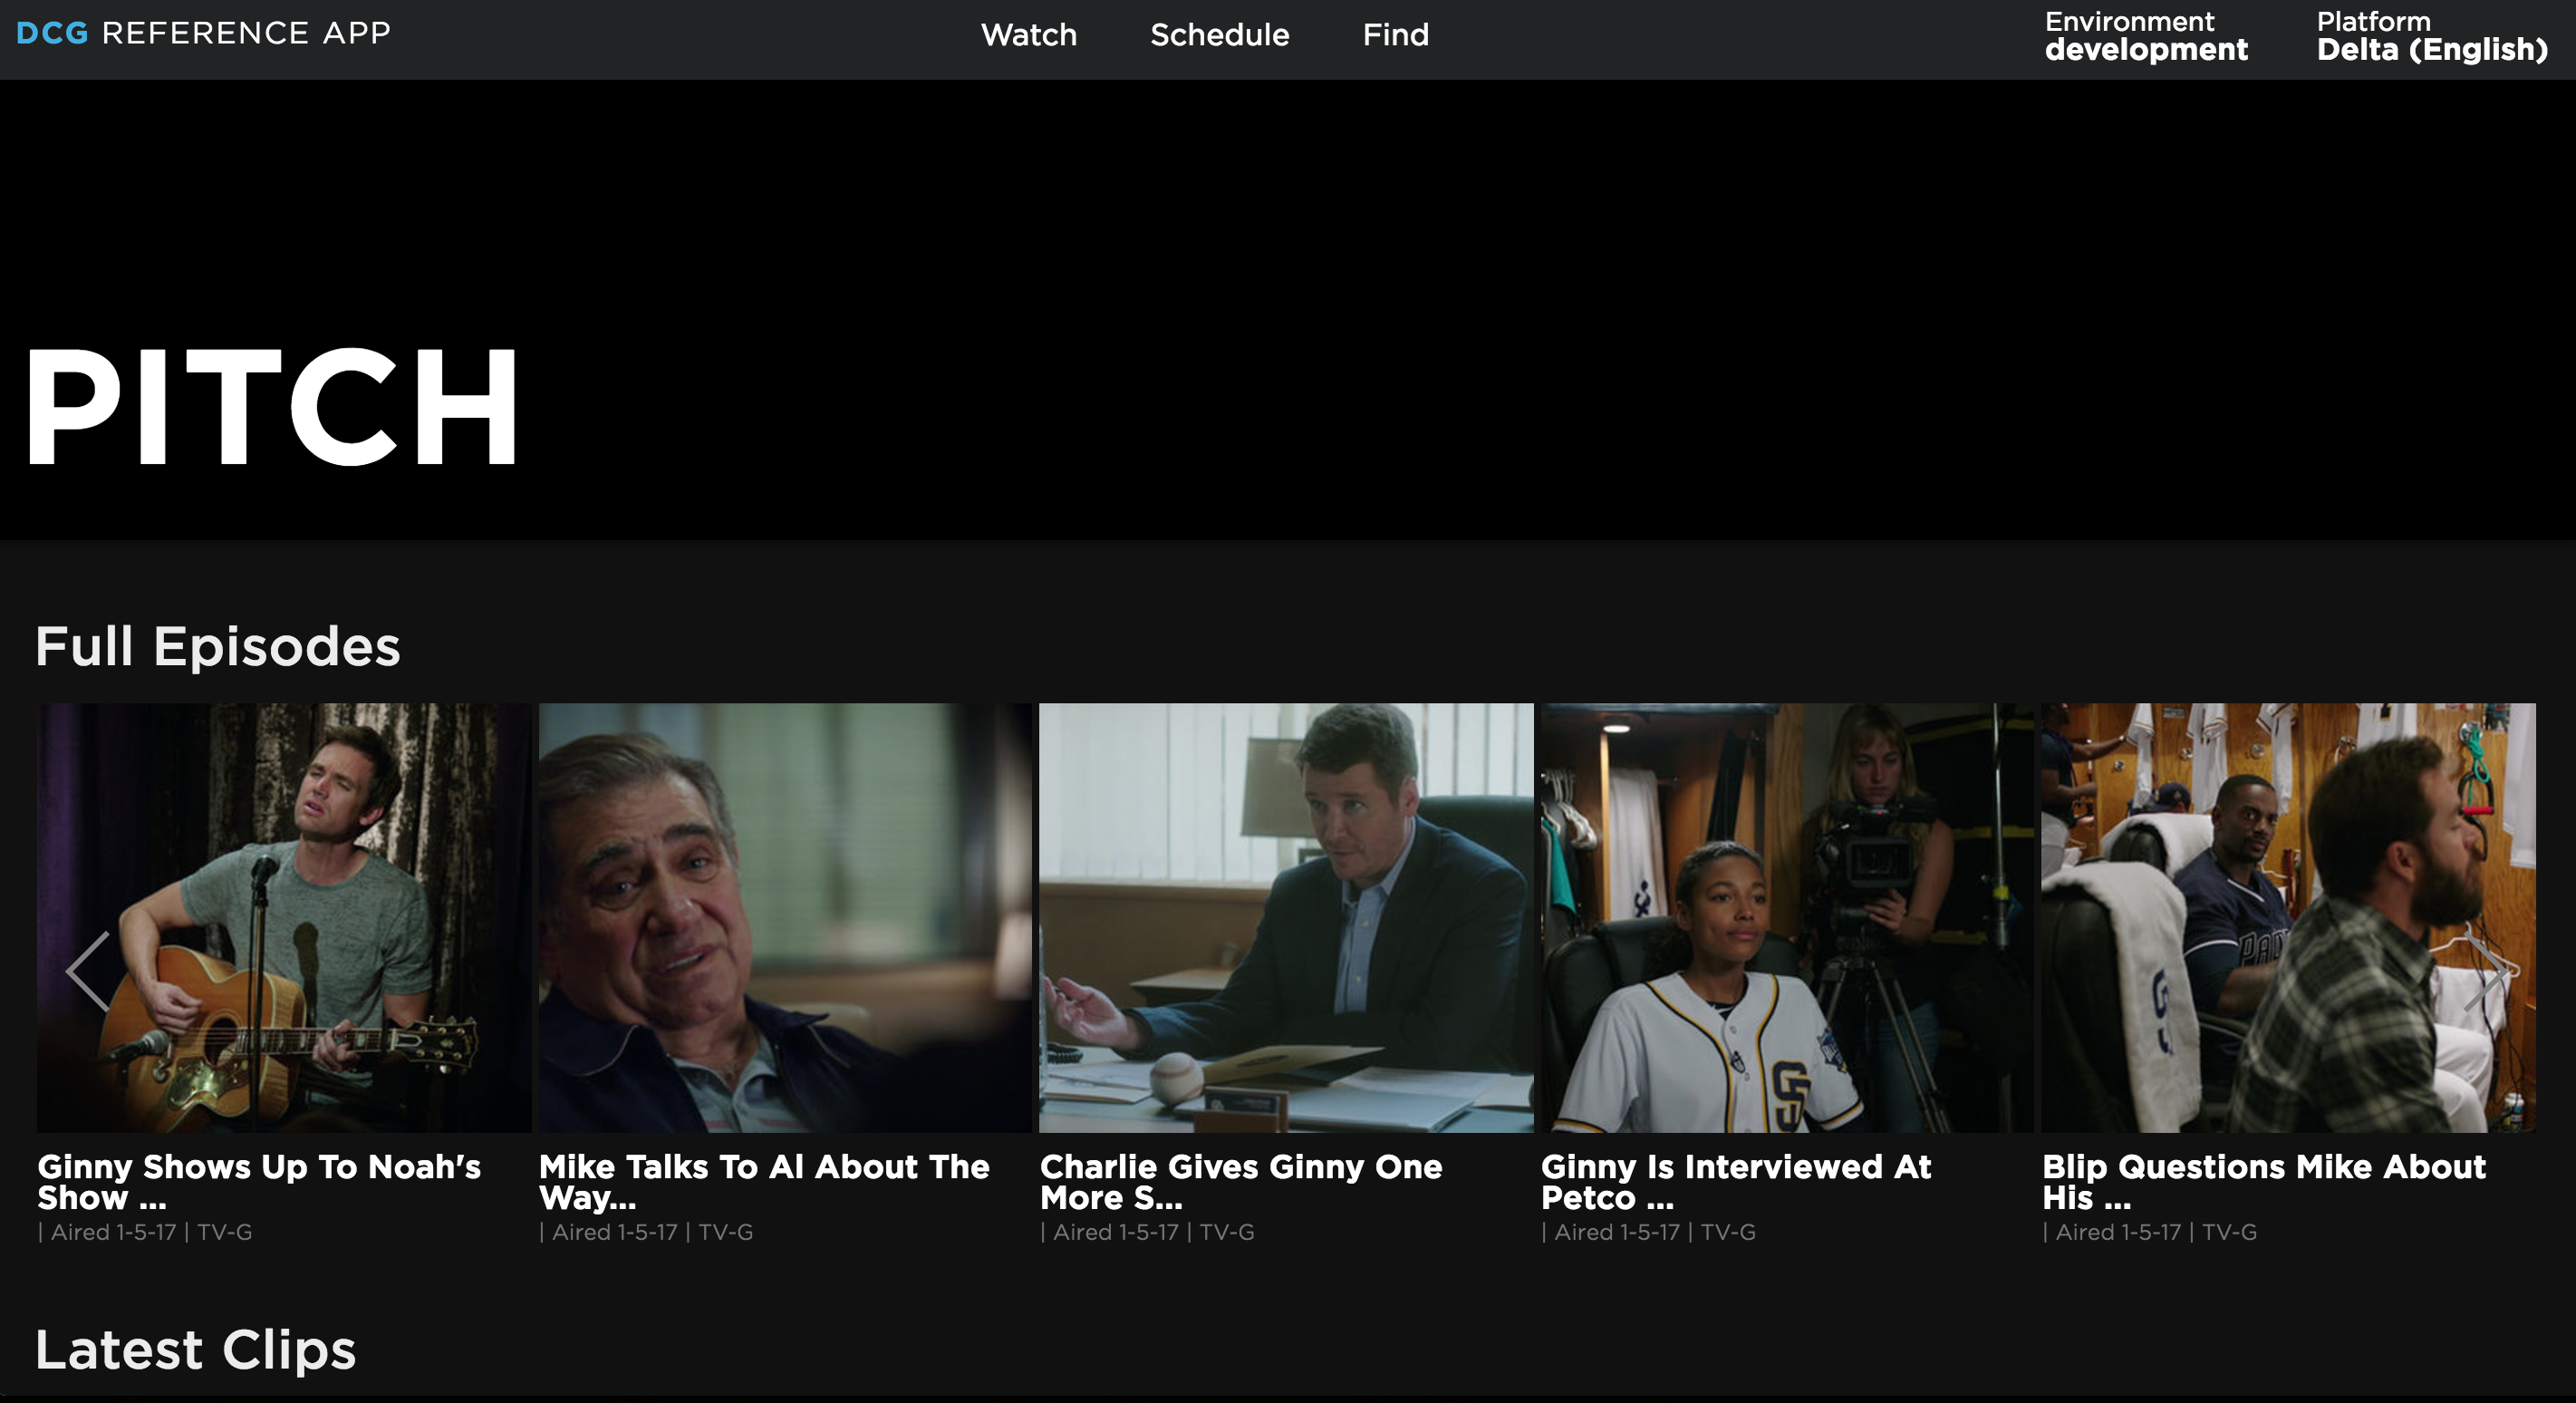 DCG REFERENCE APP
Watch
Schedule
Find
Environment
development
Platform
Delta (English)
PITCH
Full Episodes
Ginny Shows Up To Noah's
Show ...
| Aired 1-5-17 | TV-G
Mike Talks To Al About The
Way...
| Aired 1-5-17 | TV-G
Charlie Gives Ginny One
More S...
| Aired 1-5-17 | TV-G
Ginny Is Interviewed At
Petco ...
| Aired 1-5-17 | TV-G
Blip Questions Mike About
His ...
| Aired 1-5-17 | TV-G
Latest Clips